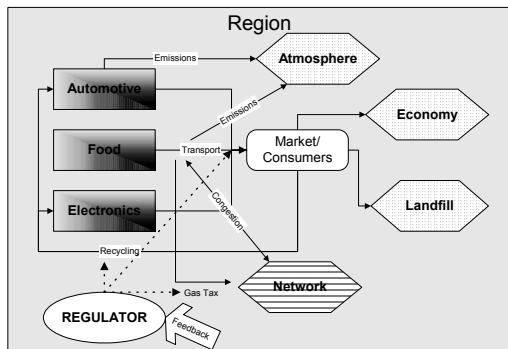 Region
Emissions
Atmosphere
Automotive
Emissions
Economy
Food
Transport
Market/
Consumers
Electronics
Congestion
Landfill
Recycling
Network
Gas Tax
REGULATOR
Feedback